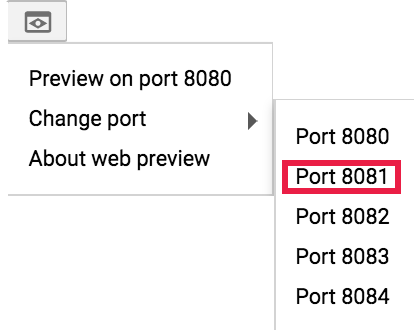 Preview on port 8080
Change port
About web preview
Port 8080
Port 8081
Port 8082
Port 8083
Port 8084